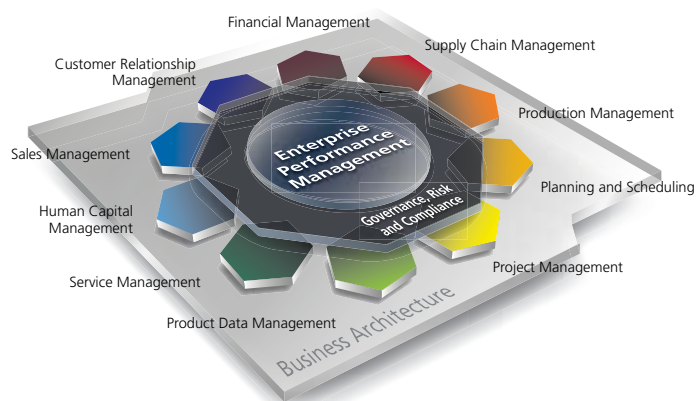 Financial Management
Supply Chain Management
Customer Relationship
Management
Production Management
Sales Management
Enterprise
Performance
Management
Planning and Scheduling
Governance, Risk
and Compliance
Human Capital
Management
Project Management
Service Management
Product Data Management
Business Architecture